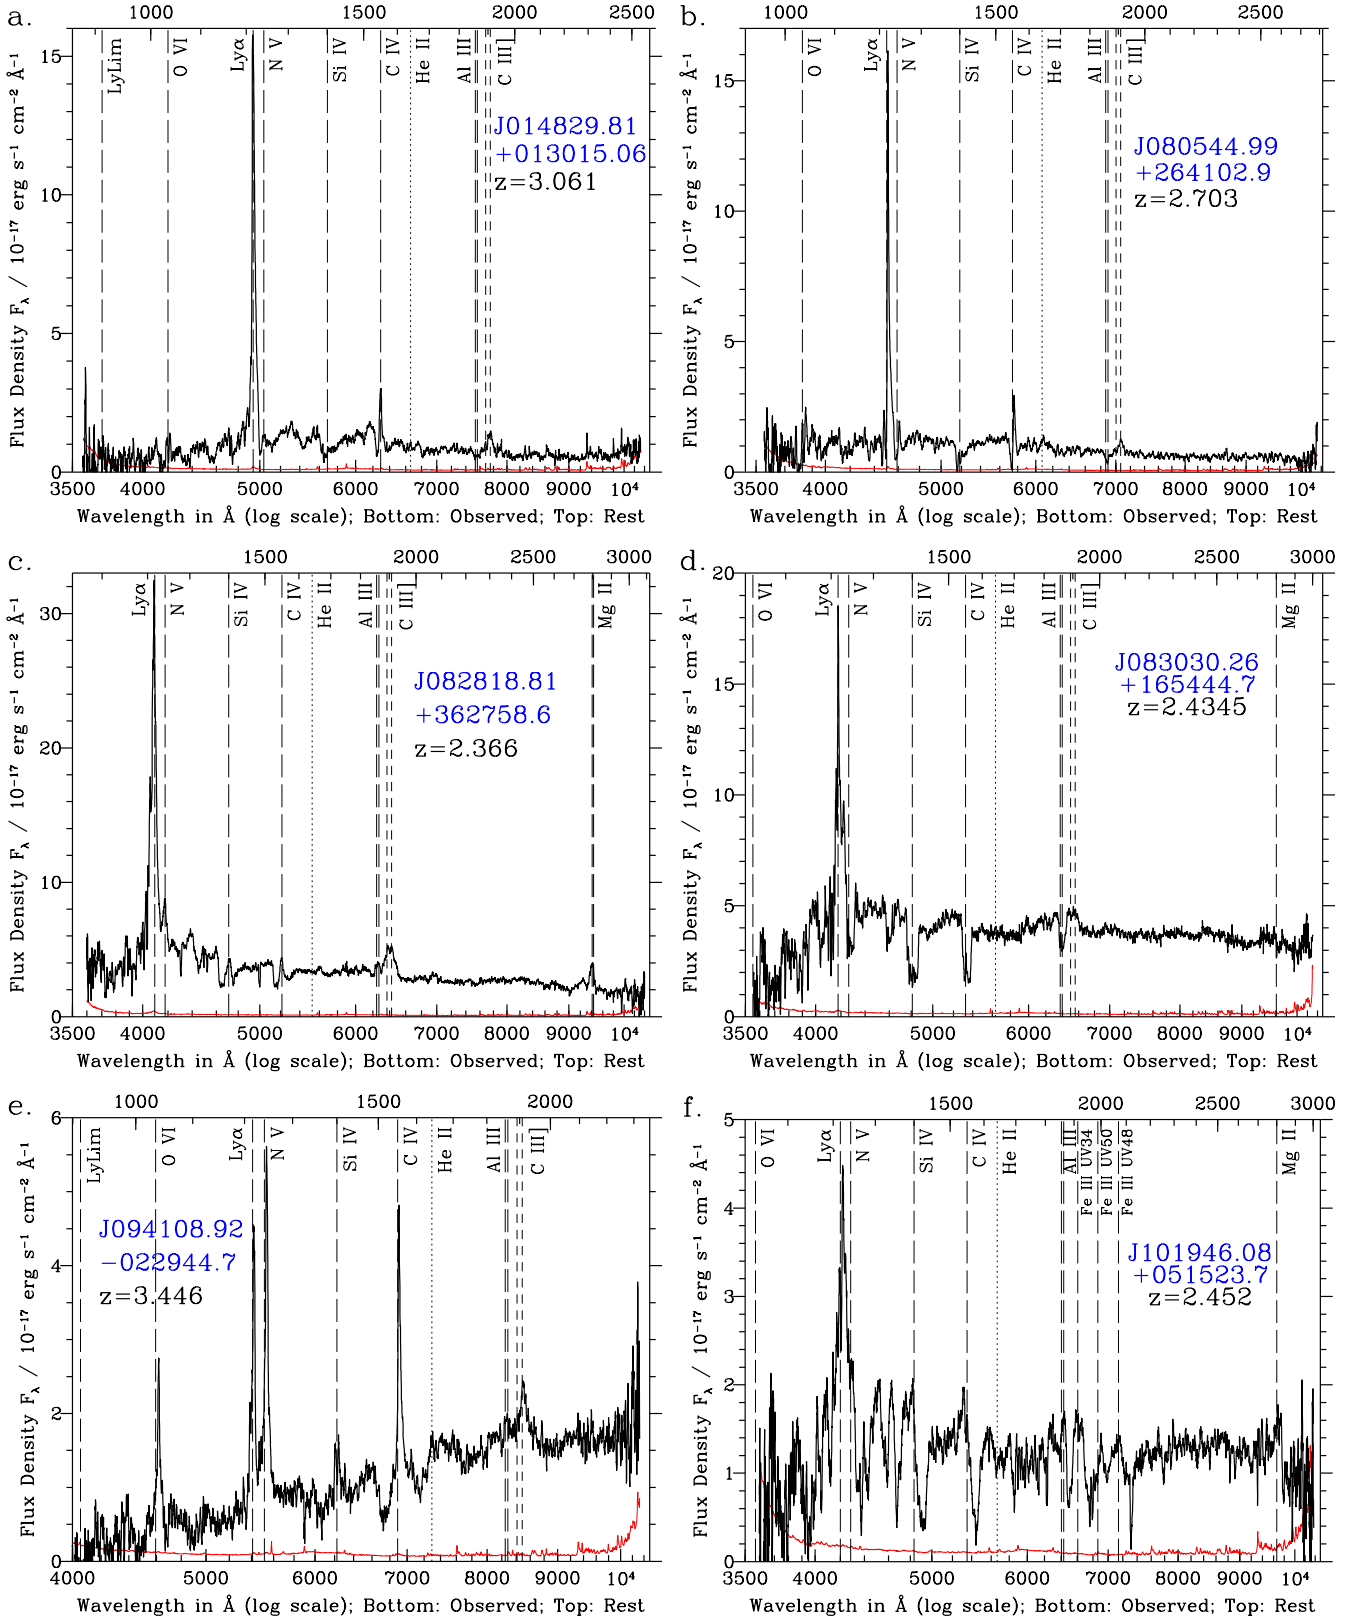 a.
1000 1500 2000 2500
LyLim
O VI
Lyα
N V
Si IV
C IV
He II
Al III
C III]
J014829.81
+013015.06
z=3.061
15
10
5
0
3500 4000 5000 6000 7000 8000 9000 10⁴
Flux Density Fλ / 10⁻¹⁷ erg s⁻¹ cm⁻² Å⁻¹
Wavelength in Å (log scale); Bottom: Observed; Top: Rest
b.
1000 1500 2000 2500
O VI
Lyα
N V
Si IV
C IV
He II
Al III
C III]
J080544.99
+264102.9
z=2.703
15
10
5
0
3500 4000 5000 6000 7000 8000 9000 10⁴
Flux Density Fλ / 10⁻¹⁷ erg s⁻¹ cm⁻² Å⁻¹
Wavelength in Å (log scale); Bottom: Observed; Top: Rest
c.
1500 2000 2500 3000
Lyα
N V
Si IV
C IV
He II
Al III
C III]
Mg II
J082818.81
+362758.6
z=2.366
30
20
10
0
3500 4000 5000 6000 7000 8000 9000 10⁴
Flux Density Fλ / 10⁻¹⁷ erg s⁻¹ cm⁻² Å⁻¹
Wavelength in Å (log scale); Bottom: Observed; Top: Rest
d.
1500 2000 2500 3000
O VI
Lyα
N V
Si IV
C IV
He II
Al III
C III]
Mg II
J083030.26
+165444.7
z=2.4345
20
15
10
5
0
3500 4000 5000 6000 7000 8000 9000 10⁴
Flux Density Fλ / 10⁻¹⁷ erg s⁻¹ cm⁻² Å⁻¹
Wavelength in Å (log scale); Bottom: Observed; Top: Rest
e.
1000 1500 2000
LyLim
O VI
Lyα
N V
Si IV
C IV
He II
Al III
C III]
J094108.92
−022944.7
z=3.446
6
4
2
0
4000 5000 6000 7000 8000 9000 10⁴
Flux Density Fλ / 10⁻¹⁷ erg s⁻¹ cm⁻² Å⁻¹
Wavelength in Å (log scale); Bottom: Observed; Top: Rest
f.
1500 2000 2500 3000
O VI
Lyα
N V
Si IV
C IV
He II
Al III
Fe III UV34
Fe III UV50
Fe III UV48
Mg II
J101946.08
+051523.7
z=2.452
5
4
3
2
1
0
3500 4000 5000 6000 7000 8000 9000 10⁴
Flux Density Fλ / 10⁻¹⁷ erg s⁻¹ cm⁻² Å⁻¹
Wavelength in Å (log scale); Bottom: Observed; Top: Rest